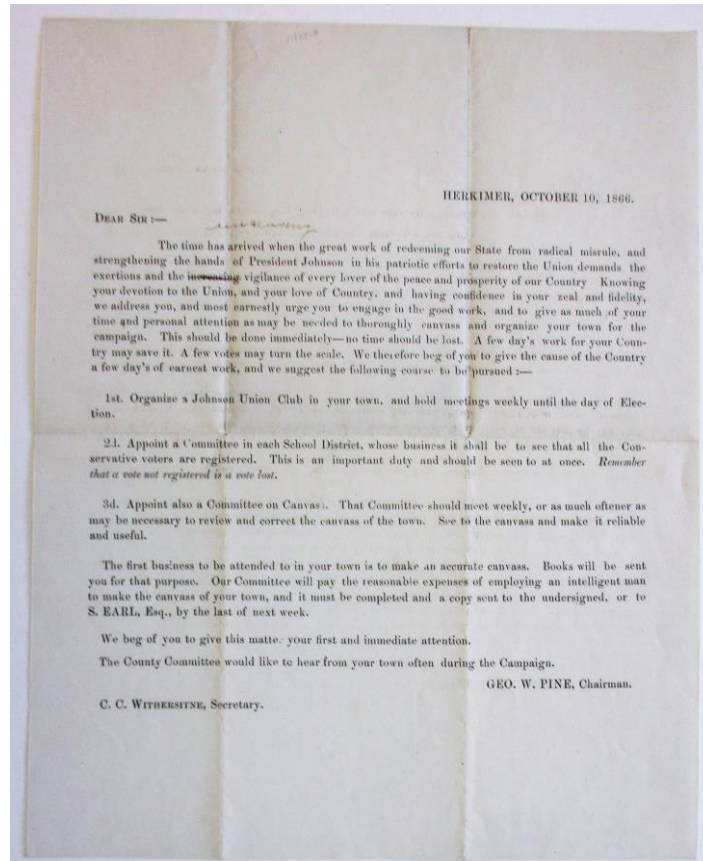 HERKIMER, OCTOBER 10, 1866.
DEAR SIR :—
unceasing
The time has arrived when the great work of redeeming our State from radical misrule, and
strengthening the hands of President Johnson in his patriotic efforts to restore the Union demands the
exertions and the increasing vigilance of every lover of the peace and prosperity of our Country Knowing
your devotion to the Union, and your love of Country, and having confidence in your zeal and fidelity,
we address you, and most earnestly urge you to engage in the good work, and to give as much of your
time and personal attention as may be needed to thoroughly canvass and organize your town for the
campaign. This should be done immediately—no time should be lost. A few day's work for your Coun-
try may save it. A few votes may turn the scale. We therefore beg of you to give the cause of the Country
a few day's of earnest work, and we suggest the following course to be pursued :—
1st. Organize a Johnson Union Club in your town, and hold meetings weekly until the day of Elec-
tion.
2d. Appoint a Committee in each School District, whose business it shall be to see that all the Con-
servative voters are registered. This is an important duty and should be seen to at once. Remember
that a vote not registered is a vote lost.
3d. Appoint also a Committee on Canvass. That Committee should meet weekly, or as much oftener as
may be necessary to review and correct the canvass of the town. See to the canvass and make it reliable
and useful.
The first business to be attended to in your town is to make an accurate canvass. Books will be sent
you for that purpose. Our Committee will pay the reasonable expenses of employing an intelligent man
to make the canvass of your town, and it must be completed and a copy sent to the undersigned, or to
S. EARL, Esq., by the last of next week.
We beg of you to give this matter your first and immediate attention.
The County Committee would like to hear from your town often during the Campaign.
GEO. W. PINE, Chairman.
C. C. WITHERSITNE, Secretary.